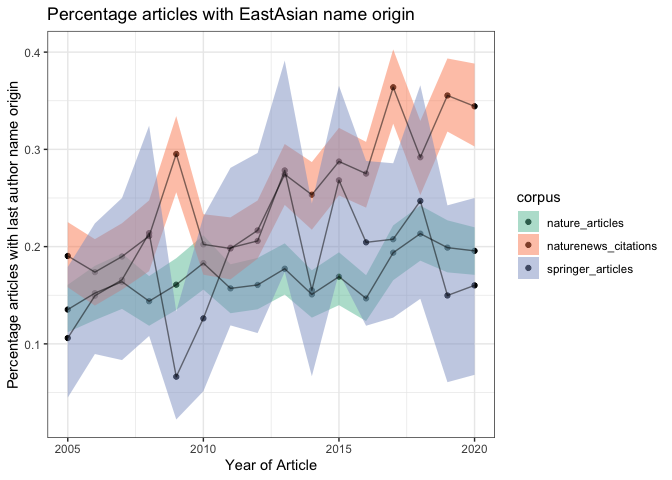 Percentage articles with EastAsian name origin
Percentage articles with last author name origin
0.4
0.3
0.2
0.1
2005
2010
2015
2020
Year of Article
corpus
nature_articles
naturenews_citations
springer_articles